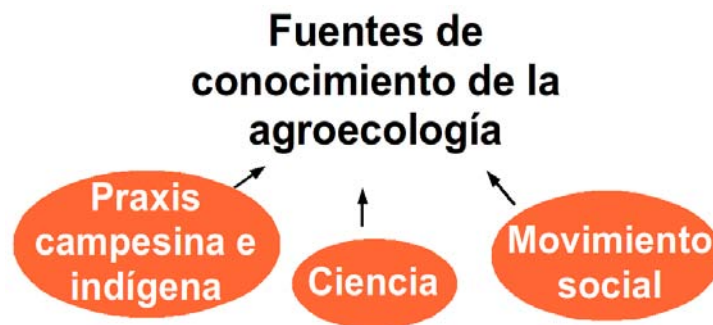 Fuentes de
conocimiento de la
agroecología
Praxis
campesina e
indígena
Ciencia
Movimiento
social